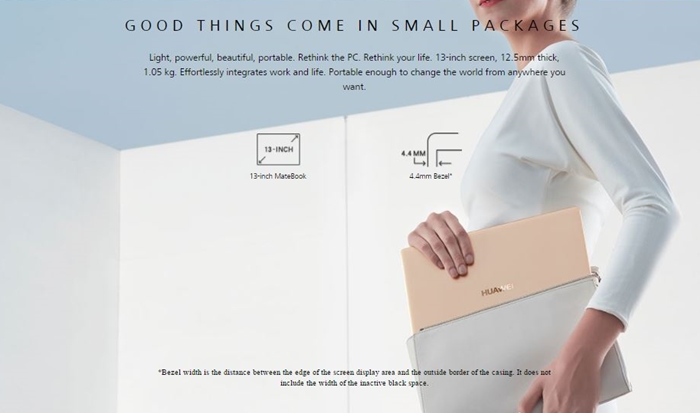 GOOD THINGS COME IN SMALL PACKAGES
Light, powerful, beautiful, portable. Rethink the PC. Rethink your life. 13-inch screen, 12.5mm thick,
1.05 kg. Effortlessly integrates work and life. Portable enough to change the world from anywhere you
want.
13-INCH
4.4 MM
13-inch MateBook
4.4mm Bezel*
HUAWEI
*Bezel width is the distance between the edge of the screen display area and the outside border of the casing. It does not
include the width of the inactive black space.